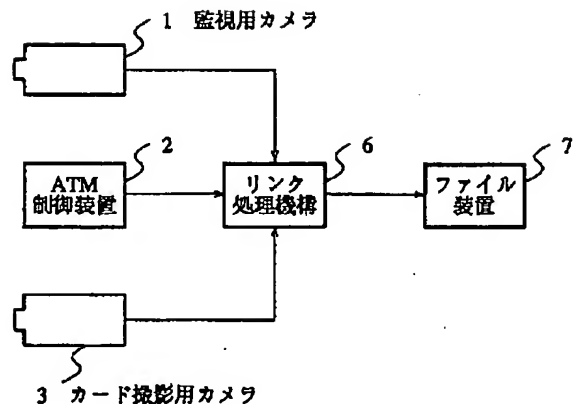 1 監視用カメラ
2
ATM
制御装置
6
リンク
処理機構
7
ファイル
装置
3 カード撮影用カメラ